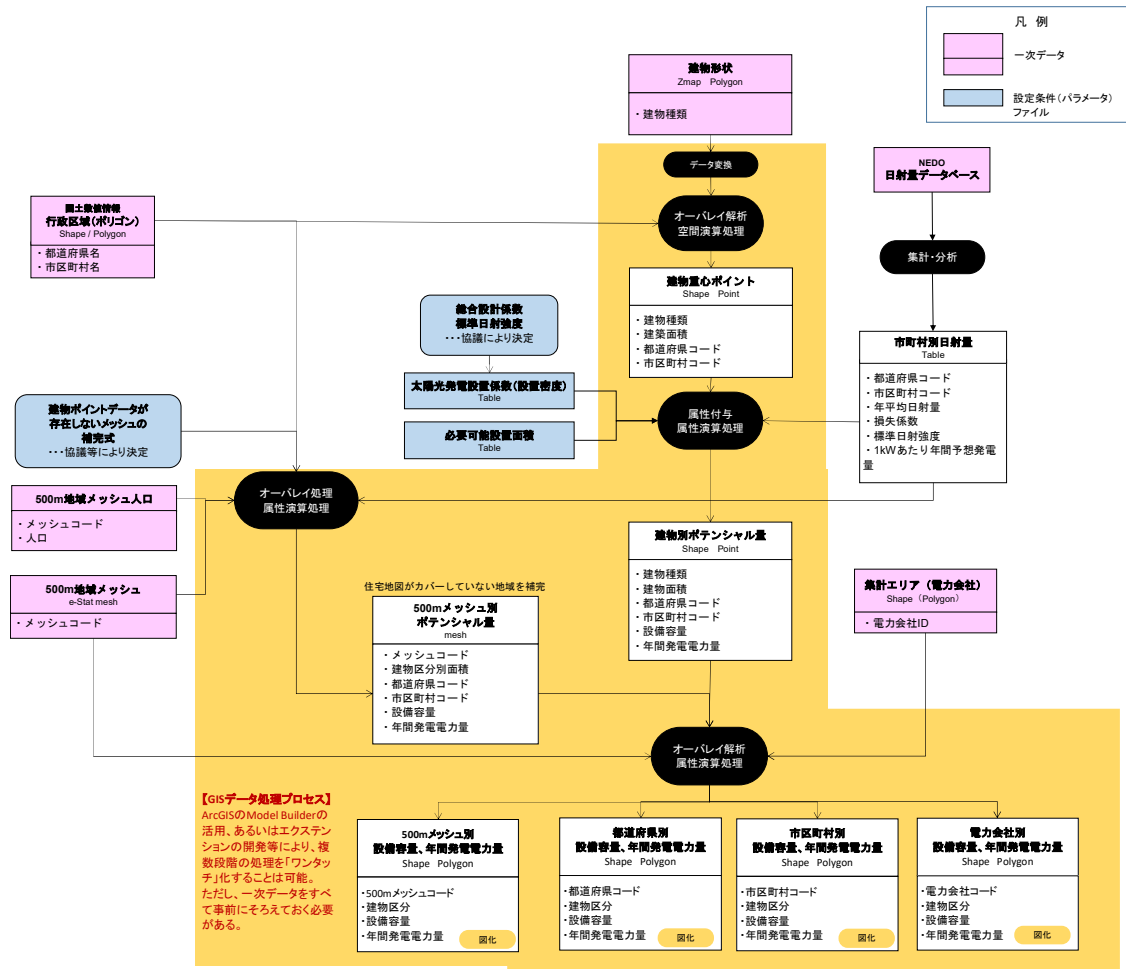 凡 例
一次データ
設定条件(パラメータ)
ファイル
建物形状
Zmap Polygon
・建物種類
データ変換
NEDO
日射量データベース
国土数値情報
行政区域(ポリゴン)
Shape / Polygon
・都道府県名
・市区町村名
オーバレイ解析
空間演算処理
集計・分析
建物重心ポイント
Shape Point
・建物種類
・建築面積
・都道府県コード
・市区町村コード
総合設計係数
標準日射強度
・・・協議により決定
市町村別日射量
Table
・都道府県コード
・市区町村コード
・年平均日射量
・損失係数
・標準日射強度
・1kWあたり年間予想発電
量
太陽光発電設置係数(設置密度)
Table
必要可能設置面積
Table
属性付与
属性演算処理
建物ポイントデータが
存在しないメッシュの
補完式
・・・協議等により決定
オーバレイ処理
属性演算処理
500m地域メッシュ人口
・メッシュコード
・人口
500m地域メッシュ
e-Stat mesh
・メッシュコード
建物別ポテンシャル量
Shape Point
・建物種類
・建物面積
・都道府県コード
・市区町村コード
・設備容量
・年間発電電力量
住宅地図がカバーしていない地域を補完
500mメッシュ別
ポテンシャル量
mesh
・メッシュコード
・建物区分別面積
・都道府県コード
・市区町村コード
・設備容量
・年間発電電力量
集計エリア(電力会社)
Shape (Polygon)
・電力会社ID
オーバレイ解析
属性演算処理
【GISデータ処理プロセス】
ArcGISのModel Builderの
活用、あるいはエクステン
ションの開発等により、複
数段階の処理を「ワンタッ
チ」化することは可能。
ただし、一次データをすべ
て事前にそろえておく必要
がある。
500mメッシュ別
設備容量、年間発電電力量
Shape Polygon
・500mメッシュコード
・建物区分
・設備容量
・年間発電電力量
図化
都道府県別
設備容量、年間発電電力量
Shape Polygon
・都道府県コード
・建物区分
・設備容量
・年間発電電力量
図化
市区町村別
設備容量、年間発電電力量
Shape Polygon
・市区町村コード
・建物区分
・設備容量
・年間発電電力量
図化
電力会社別
設備容量、年間発電電力量
Shape Polygon
・電力会社コード
・建物区分
・設備容量
・年間発電電力量
図化